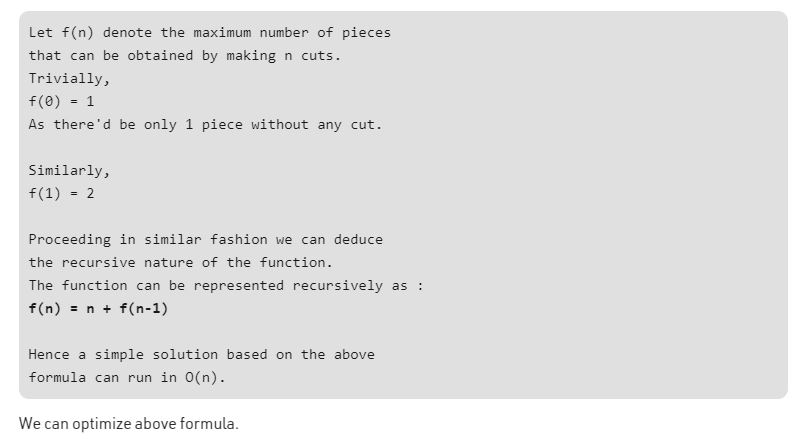 Let f(n) denote the maximum number of pieces
that can be obtained by making n cuts.
Trivially,
f(0) = 1
As there'd be only 1 piece without any cut.
Similarly,
f(1) = 2
Proceeding in similar fashion we can deduce
the recursive nature of the function.
The function can be represented recursively as :
f(n) = n + f(n-1)
Hence a simple solution based on the above
formula can run in O(n).
We can optimize above formula.